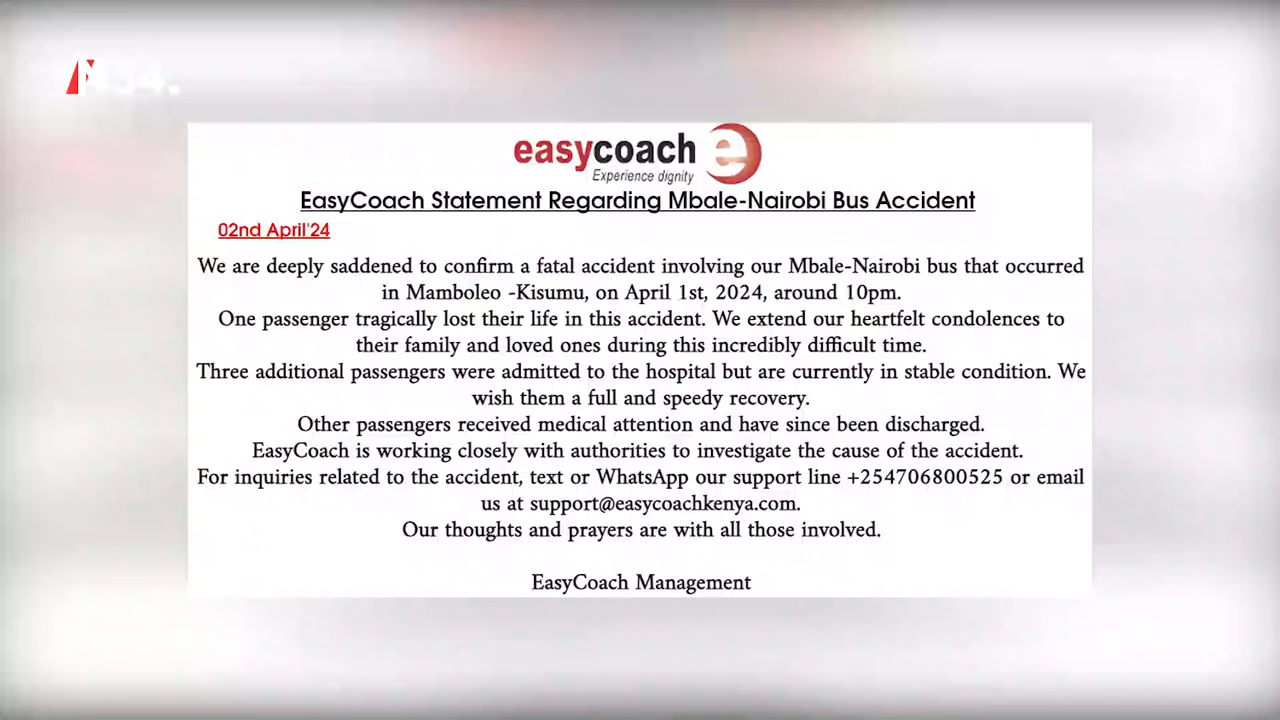 easycoach e
Experience dignity
EasyCoach Statement Regarding Mbale-Nairobi Bus Accident
02nd April'24
We are deeply saddened to confirm a fatal accident involving our Mbale-Nairobi bus that occurred
in Mamboleo -Kisumu, on April 1st, 2024, around 10pm.
One passenger tragically lost their life in this accident. We extend our heartfelt condolences to
their family and loved ones during this incredibly difficult time.
Three additional passengers were admitted to the hospital but are currently in stable condition. We
wish them a full and speedy recovery.
Other passengers received medical attention and have since been discharged.
EasyCoach is working closely with authorities to investigate the cause of the accident.
For inquiries related to the accident, text or WhatsApp our support line +254706800525 or email
us at support@easycoachkenya.com.
Our thoughts and prayers are with all those involved.
EasyCoach Management